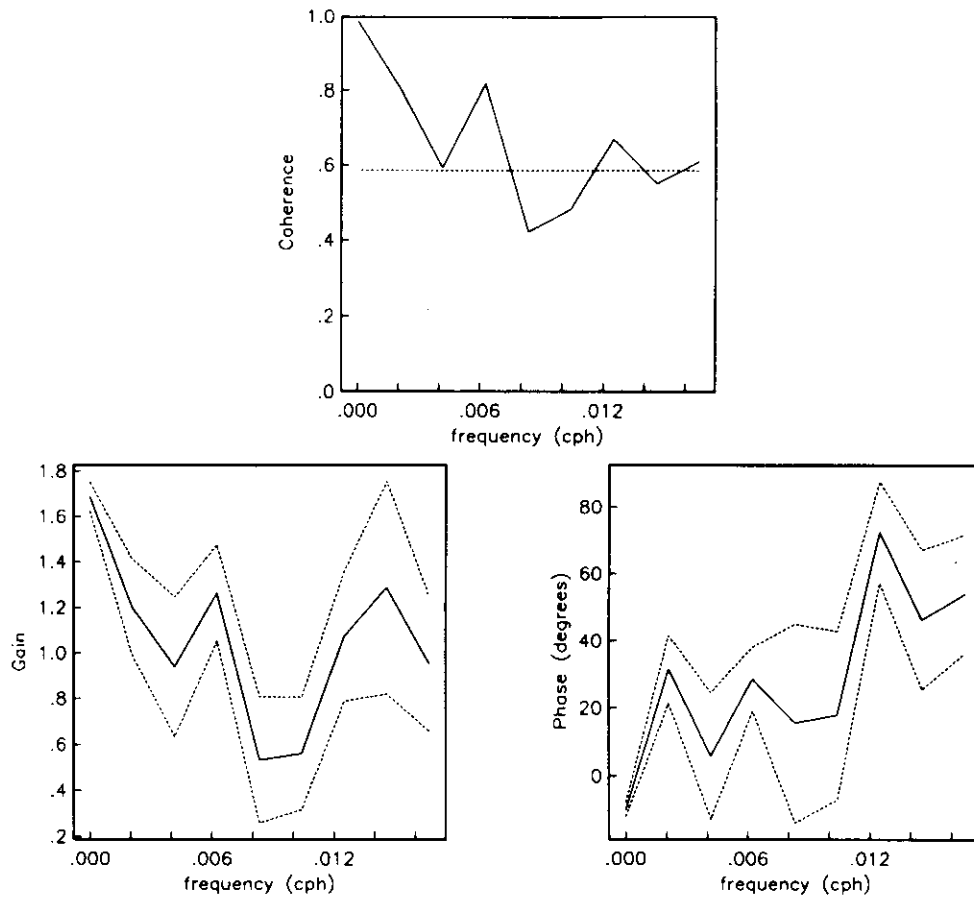 1.0
.8
.6
.4
.2
.0
Coherence
.000 .006 .012
frequency (cph)
1.8
1.6
1.4
1.2
1.0
.8
.6
.4
.2
Gain
.000 .006 .012
frequency (cph)
80
60
40
20
0
Phase (degrees)
.000 .006 .012
frequency (cph)